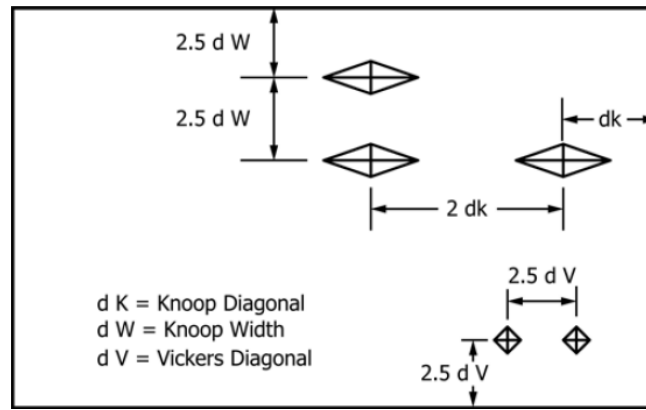 2.5 d W
2.5 d W
dk
2 dk
2.5 d V
d K = Knoop Diagonal
d W = Knoop Width
d V = Vickers Diagonal
2.5 d V